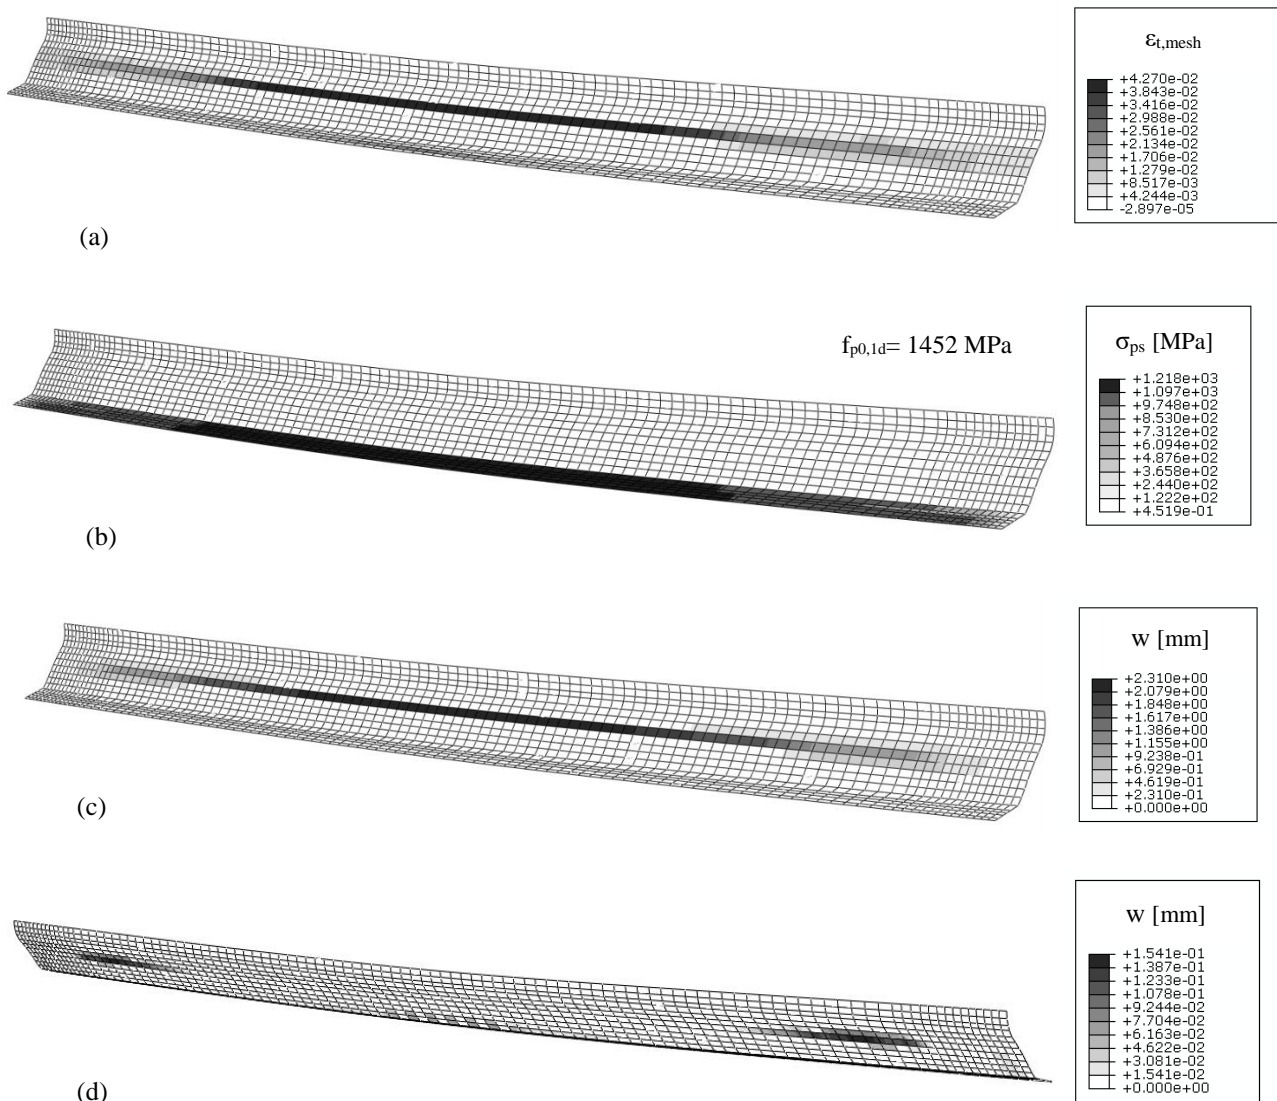 ε_t,mesh
+4.270e-02
+3.843e-02
+3.416e-02
+2.988e-02
+2.561e-02
+2.134e-02
+1.706e-02
+1.279e-02
+8.517e-03
+4.244e-03
-2.897e-05
(a)
f_p0,1d= 1452 MPa
σ_ps [MPa]
+1.218e+03
+1.097e+03
+9.748e+02
+8.530e+02
+7.312e+02
+6.094e+02
+4.876e+02
+3.658e+02
+2.440e+02
+1.222e+02
+4.519e-01
(b)
w [mm]
+2.310e+00
+2.079e+00
+1.848e+00
+1.617e+00
+1.386e+00
+1.155e+00
+9.238e-01
+6.929e-01
+4.619e-01
+2.310e-01
+0.000e+00
(c)
w [mm]
+1.541e-01
+1.387e-01
+1.233e-01
+1.078e-01
+9.244e-02
+7.704e-02
+6.163e-02
+4.622e-02
+3.081e-02
+1.541e-02
+0.000e+00
(d)